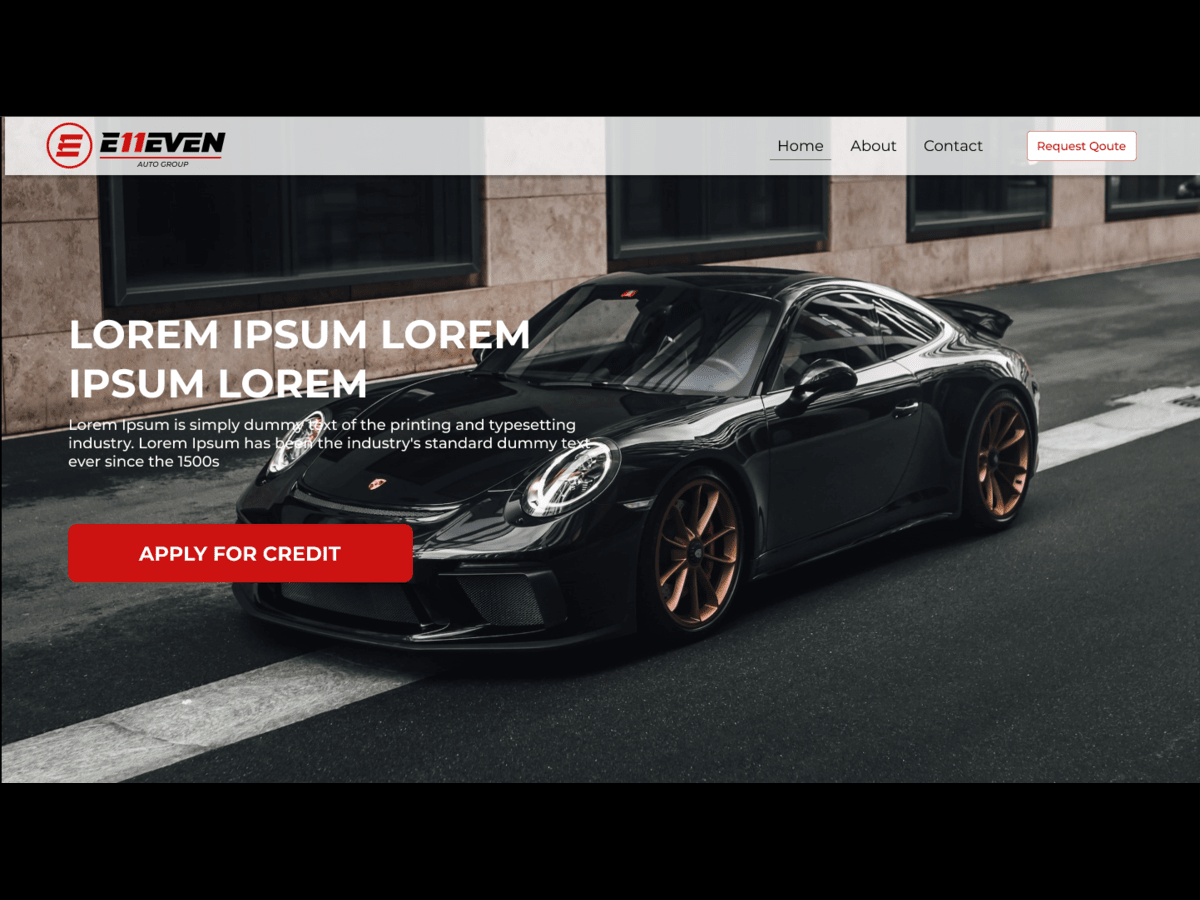 E11EVEN
AUTO GROUP
Home About Contact Request Qoute
LOREM IPSUM LOREM
IPSUM LOREM
Lorem Ipsum is simply dummy text of the printing and typesetting
industry. Lorem Ipsum has been the industry's standard dummy text
ever since the 1500s
APPLY FOR CREDIT